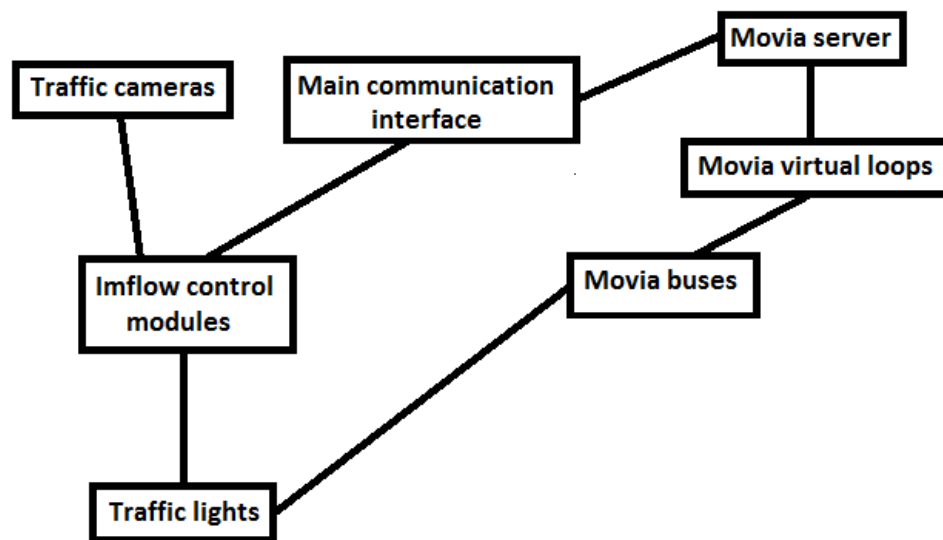 Movia server
Traffic cameras
Main communication
interface
Movia virtual loops
Imflow control
modules
Movia buses
Traffic lights